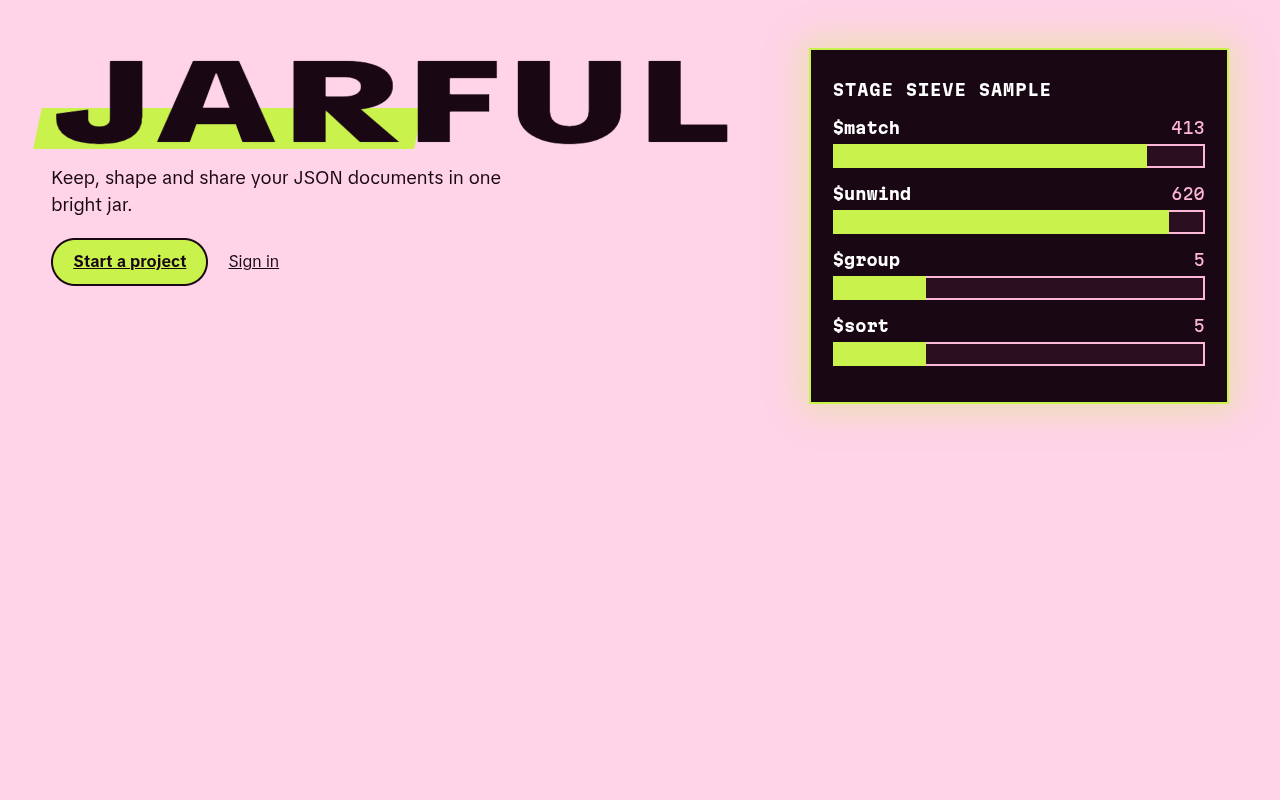 JARFUL
Keep, shape and share your JSON documents in one
bright jar.
Start a project
Sign in
STAGE SIEVE SAMPLE
$match 413
$unwind 620
$group 5
$sort 5